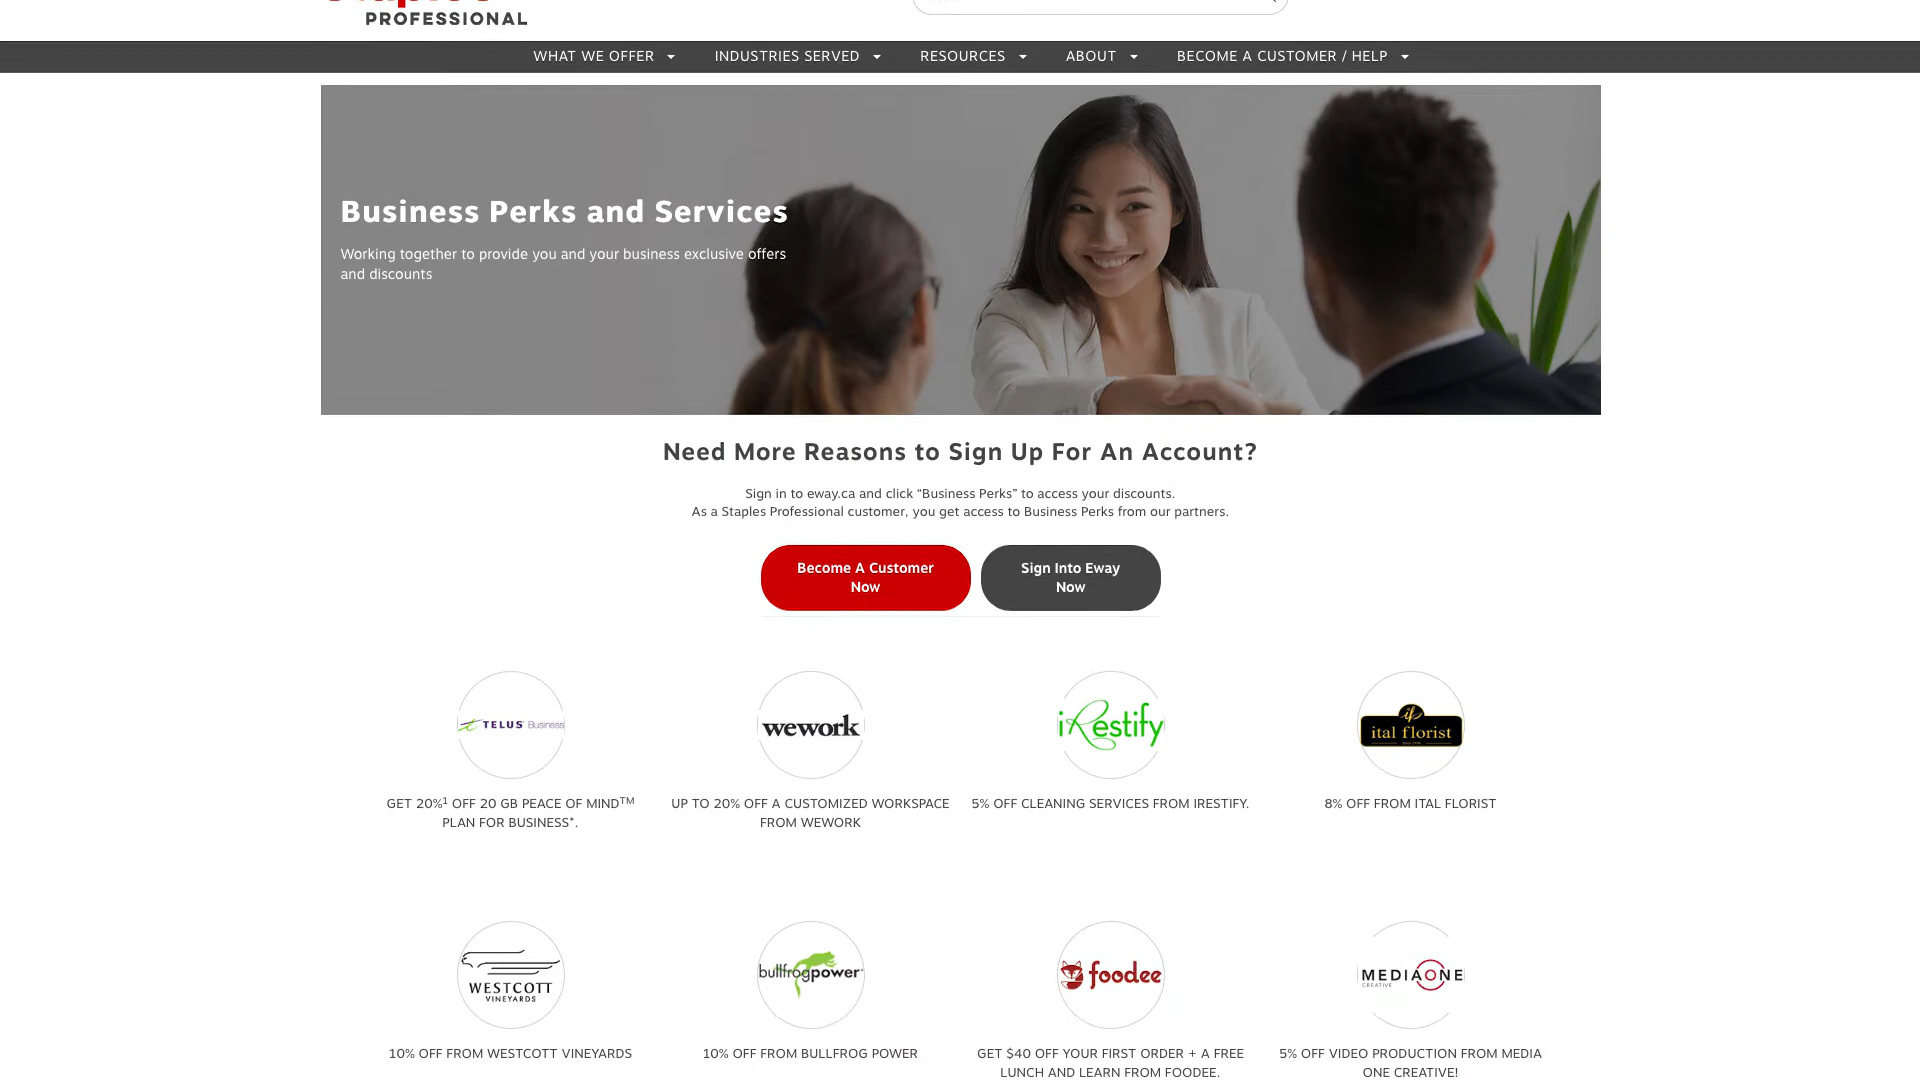 PROFESSIONAL
WHAT WE OFFER
INDUSTRIES SERVED
RESOURCES
ABOUT
BECOME A CUSTOMER / HELP
Business Perks and Services
Working together to provide you and your business exclusive offers
and discounts
Need More Reasons to Sign Up For An Account?
Sign in to eway.ca and click “Business Perks” to access your discounts.
As a Staples Professional customer, you get access to Business Perks from our partners.
Become A Customer
Now
Sign Into Eway
Now
TELUS Business
wework
iRestify
if
ital florist
GET 20%¹ OFF 20 GB PEACE OF MIND™
PLAN FOR BUSINESS*.
UP TO 20% OFF A CUSTOMIZED WORKSPACE
FROM WEWORK
5% OFF CLEANING SERVICES FROM IRESTIFY.
8% OFF FROM ITAL FLORIST
WESTCOTT
VINEYARDS
bullfrogpower
foodee
MEDIAONE
CREATIVE
10% OFF FROM WESTCOTT VINEYARDS
10% OFF FROM BULLFROG POWER
GET $40 OFF YOUR FIRST ORDER + A FREE
LUNCH AND LEARN FROM FOODEE.
5% OFF VIDEO PRODUCTION FROM MEDIA
ONE CREATIVE!